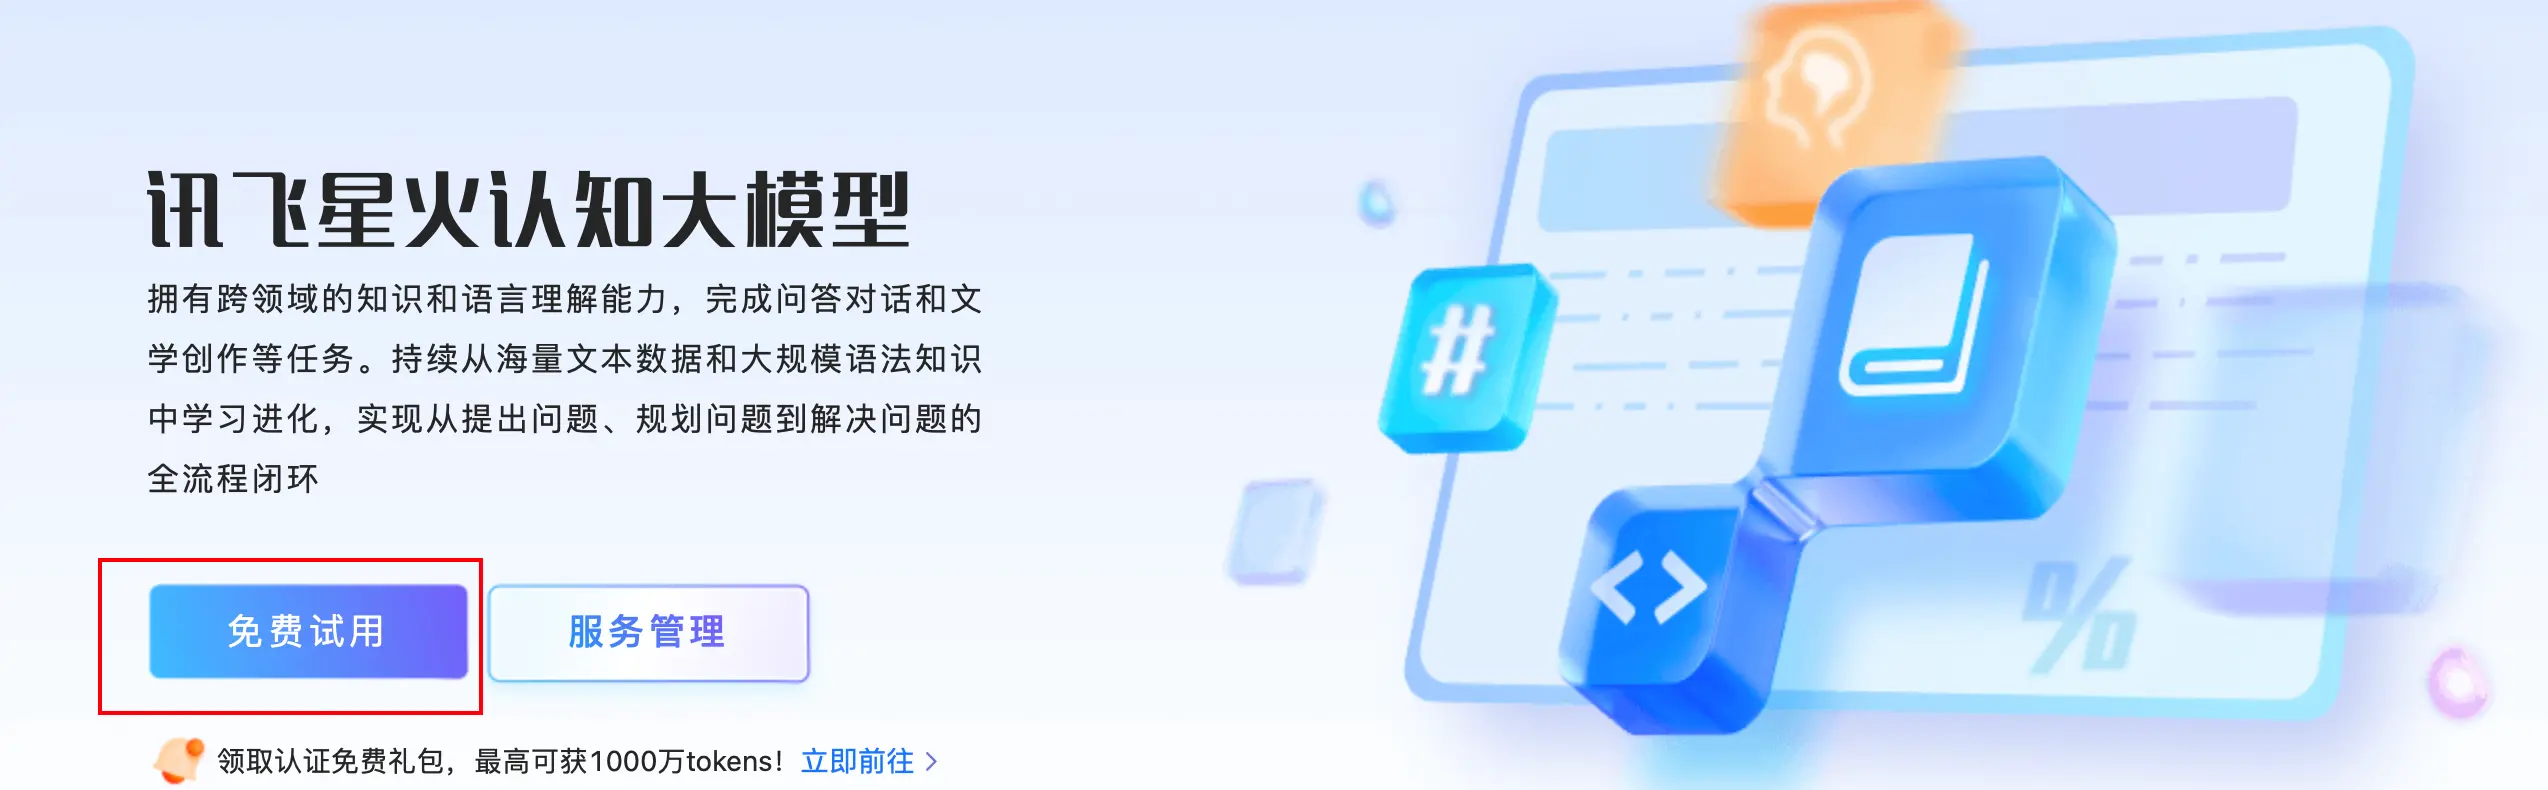 讯飞星火认知大模型
拥有跨领域的知识和语言理解能力，完成问答对话和文
学创作等任务。持续从海量文本数据和大规模语法知识
中学习进化，实现从提出问题、规划问题到解决问题的
全流程闭环
免费试用
服务管理
领取认证免费礼包，最高可获1000万tokens！立即前往 >
#
<>
%